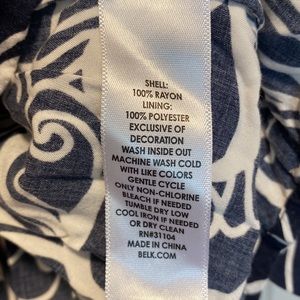 SHELL:
100% RAYON
LINING:
100% POLYESTER
EXCLUSIVE OF
DECORATION
WASH INSIDE OUT
MACHINE WASH COLD
WITH LIKE COLORS
GENTLE CYCLE
ONLY NON-CHLORINE
BLEACH IF NEEDED
TUMBLE DRY LOW
COOL IRON IF NEEDED
OR DRY CLEAN
RN#31104
MADE IN CHINA
BELK.COM